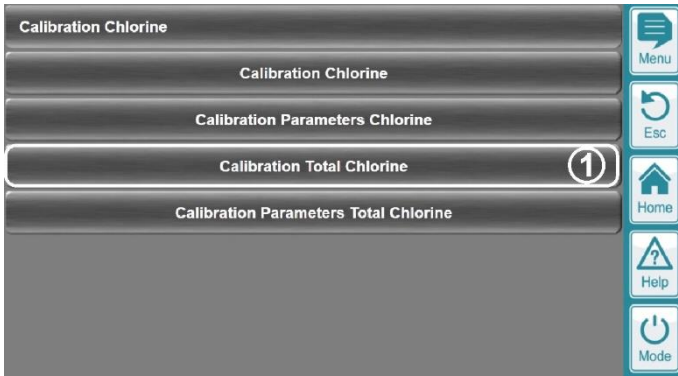 Calibration Chlorine
Menu
Calibration Chlorine
Calibration Parameters Chlorine
Esc
Calibration Total Chlorine
1
Home
Calibration Parameters Total Chlorine
?
Help
Mode